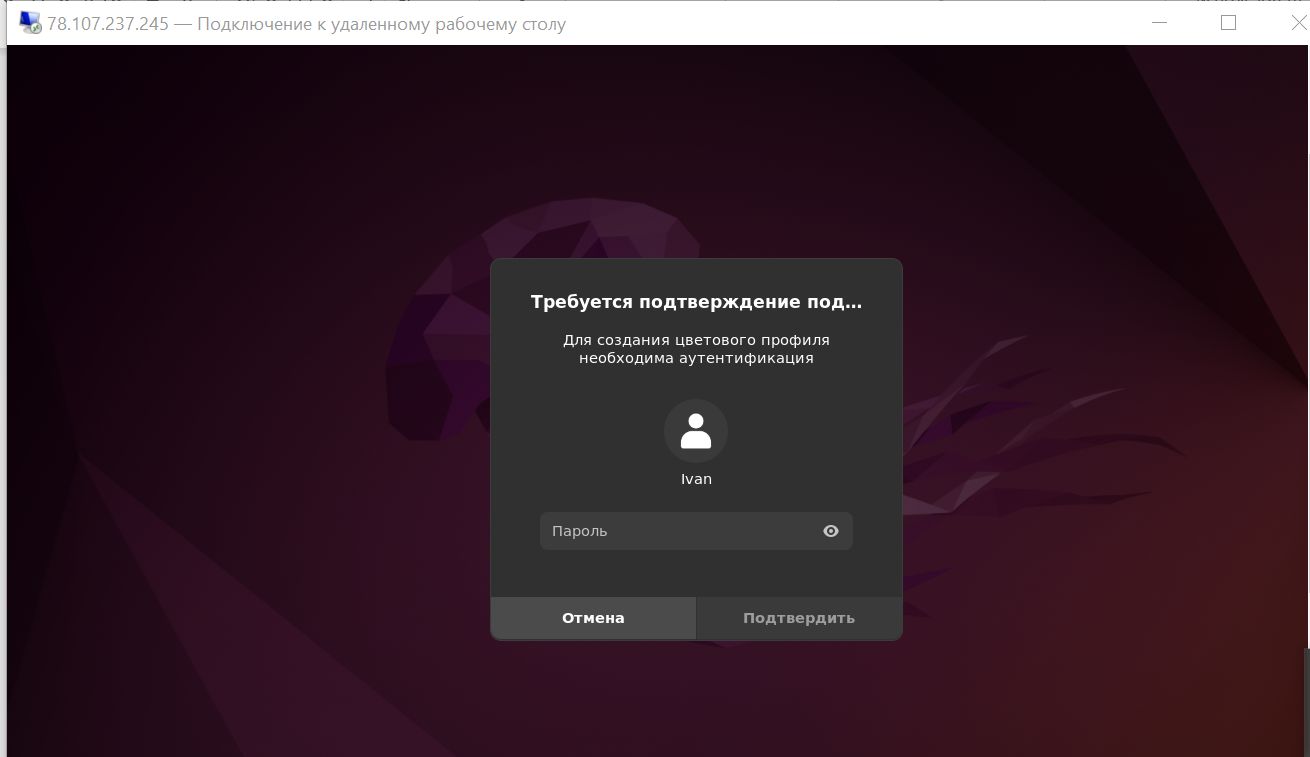 78.107.237.245 — Подключение к удаленному рабочему столу
Требуется подтверждение под…
Для создания цветового профиля
необходима аутентификация
Ivan
Пароль
Отмена
Подтвердить